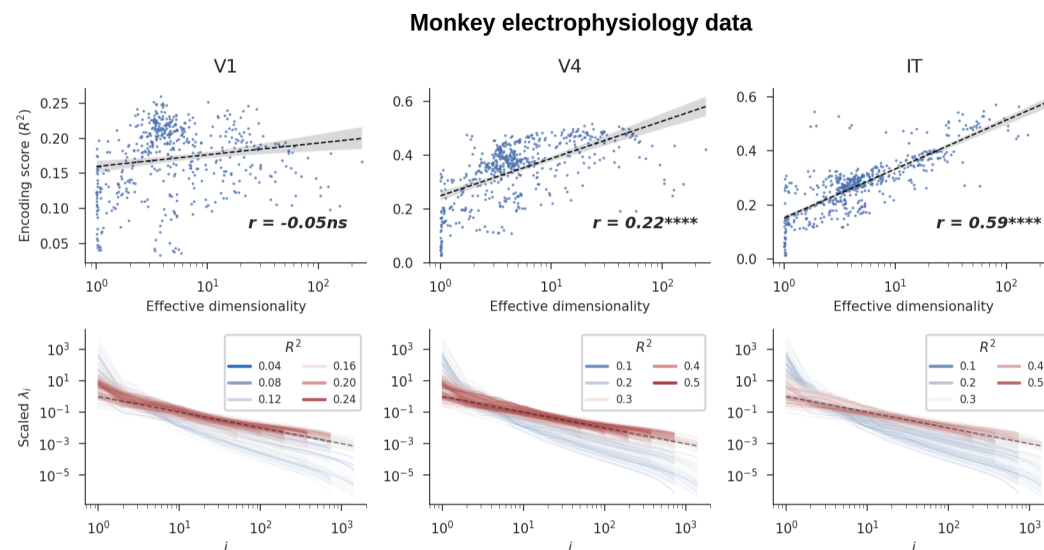 Monkey electrophysiology data
V1
V4
IT
Encoding score (R²)
0.25
0.20
0.15
0.10
0.05
r = -0.05ns
10⁰ 10¹ 10²
Effective dimensionality
0.6
0.4
0.2
0.0
r = 0.22****
10⁰ 10¹ 10²
Effective dimensionality
0.6
0.4
0.2
0.0
r = 0.59****
10⁰ 10¹ 10²
Effective dimensionality
Scaled λᵢ
10³
10¹
10⁻¹
10⁻³
10⁻⁵
R²
0.04 0.16
0.08 0.20
0.12 0.24
10⁰ 10¹ 10² 10³
i
10³
10¹
10⁻¹
10⁻³
10⁻⁵
R²
0.1 0.4
0.2 0.5
0.3
10⁰ 10¹ 10² 10³
i
10³
10¹
10⁻¹
10⁻³
10⁻⁵
R²
0.1 0.4
0.2 0.5
0.3
10⁰ 10¹ 10² 10³
i